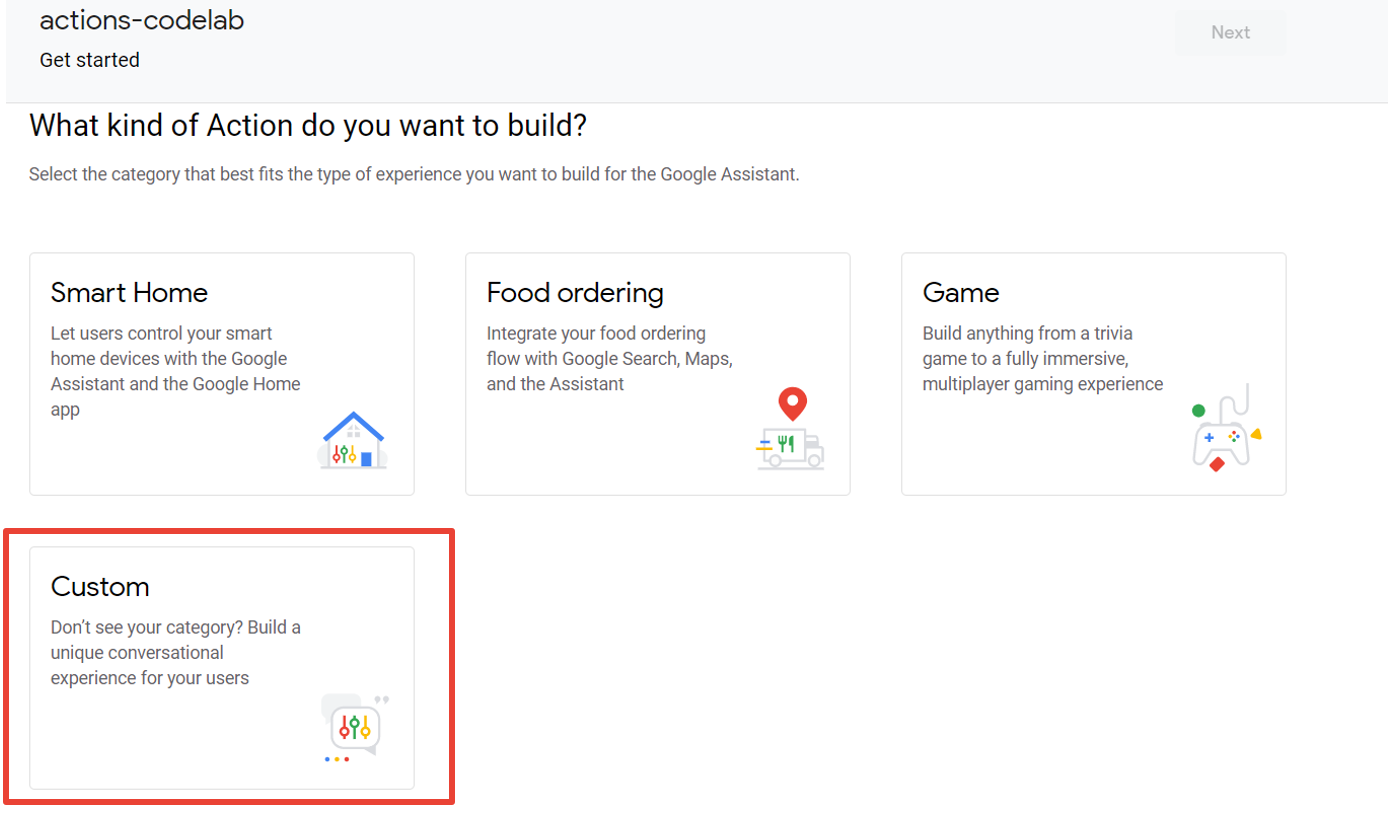 actions-codelab
Next
Get started
What kind of Action do you want to build?
Select the category that best fits the type of experience you want to build for the Google Assistant.
Smart Home
Let users control your smart
home devices with the Google
Assistant and the Google Home
app
Food ordering
Integrate your food ordering
flow with Google Search, Maps,
and the Assistant
Game
Build anything from a trivia
game to a fully immersive,
multiplayer gaming experience
Custom
Don’t see your category? Build a
unique conversational
experience for your users